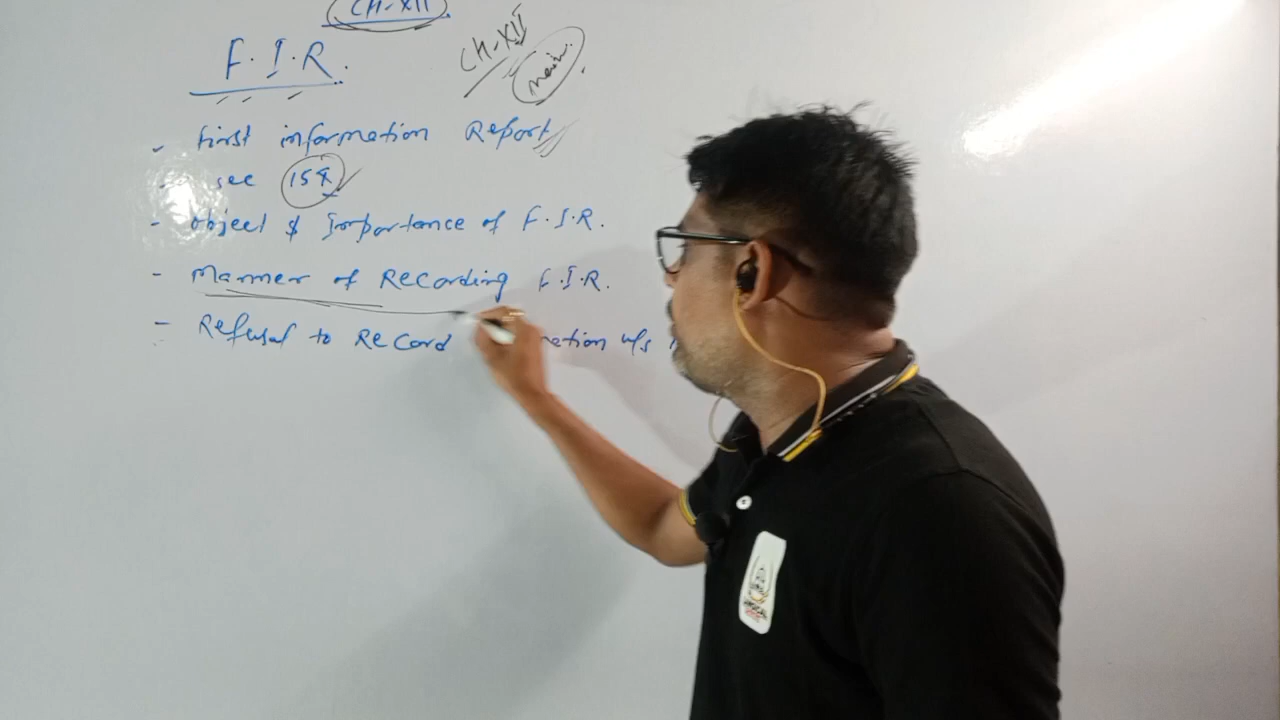 CH-XII
F.I.R.
CH-XII
- First information Report
- sec 154
- object & Importance of F.I.R.
- Manner of Recording F.I.R.
- Refusal to Record u/s